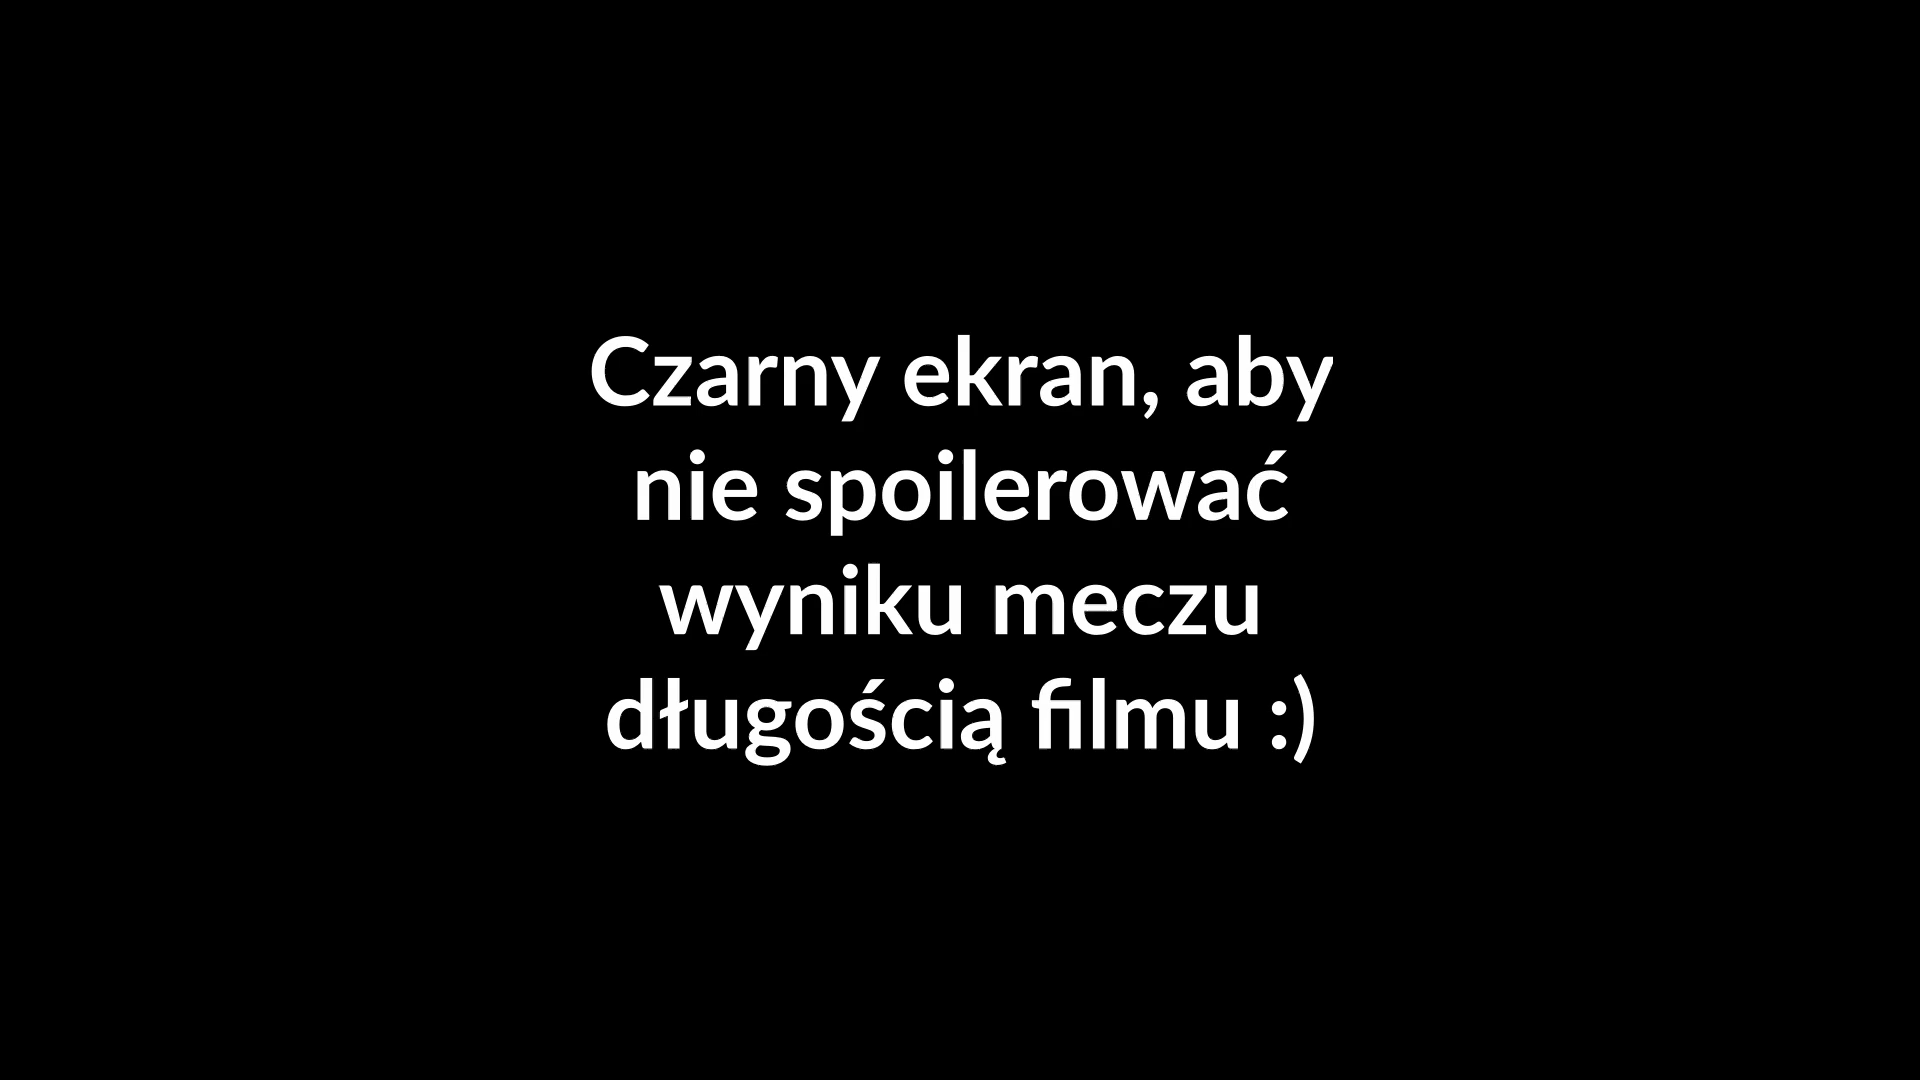 Czarny ekran, aby
nie spoilerować
wyniku meczu
długością filmu :)